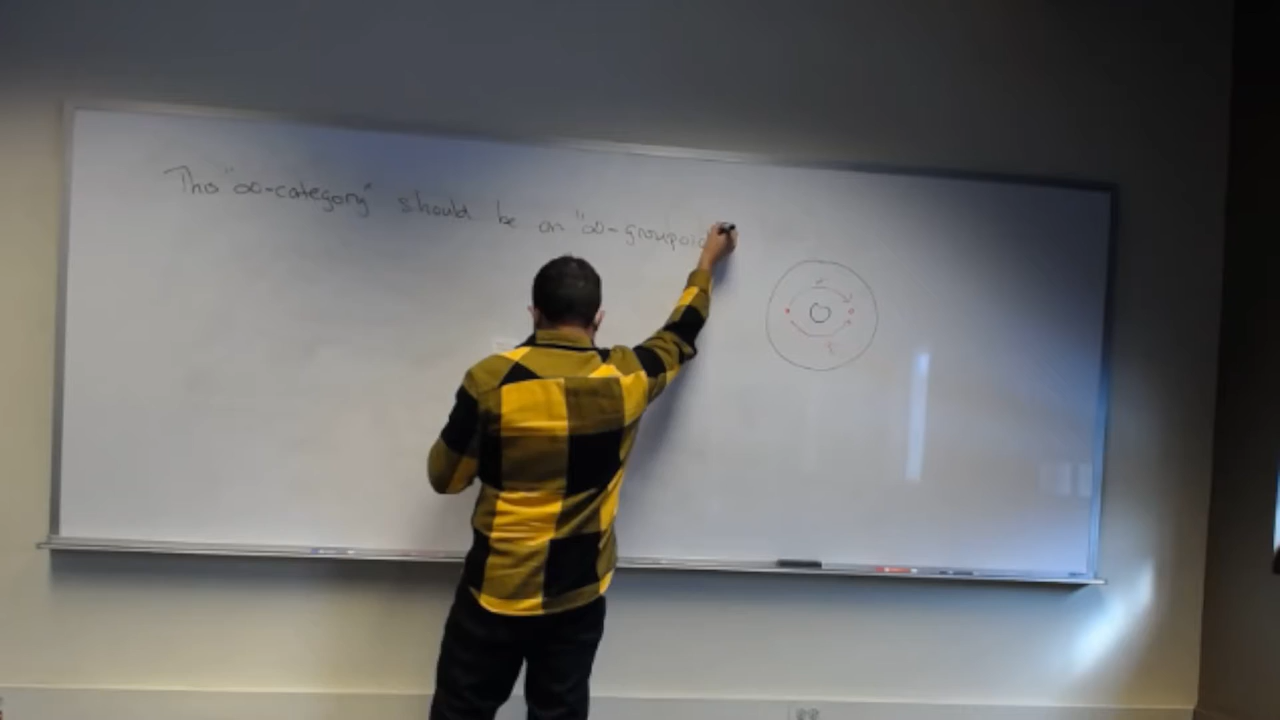 This "∞-category" should be an "∞-groupoid